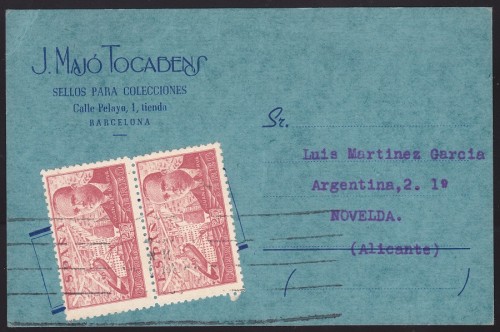 J. MAJÓ TOCABENS
SELLOS PARA COLECCIONES
Calle Pelayo, 1, tienda
BARCELONA
Sr.
Luis Martinez Garcia
Argentina,2. 1º
NOVELDA.
(Alicante)
ESPAÑA
ESPAÑA